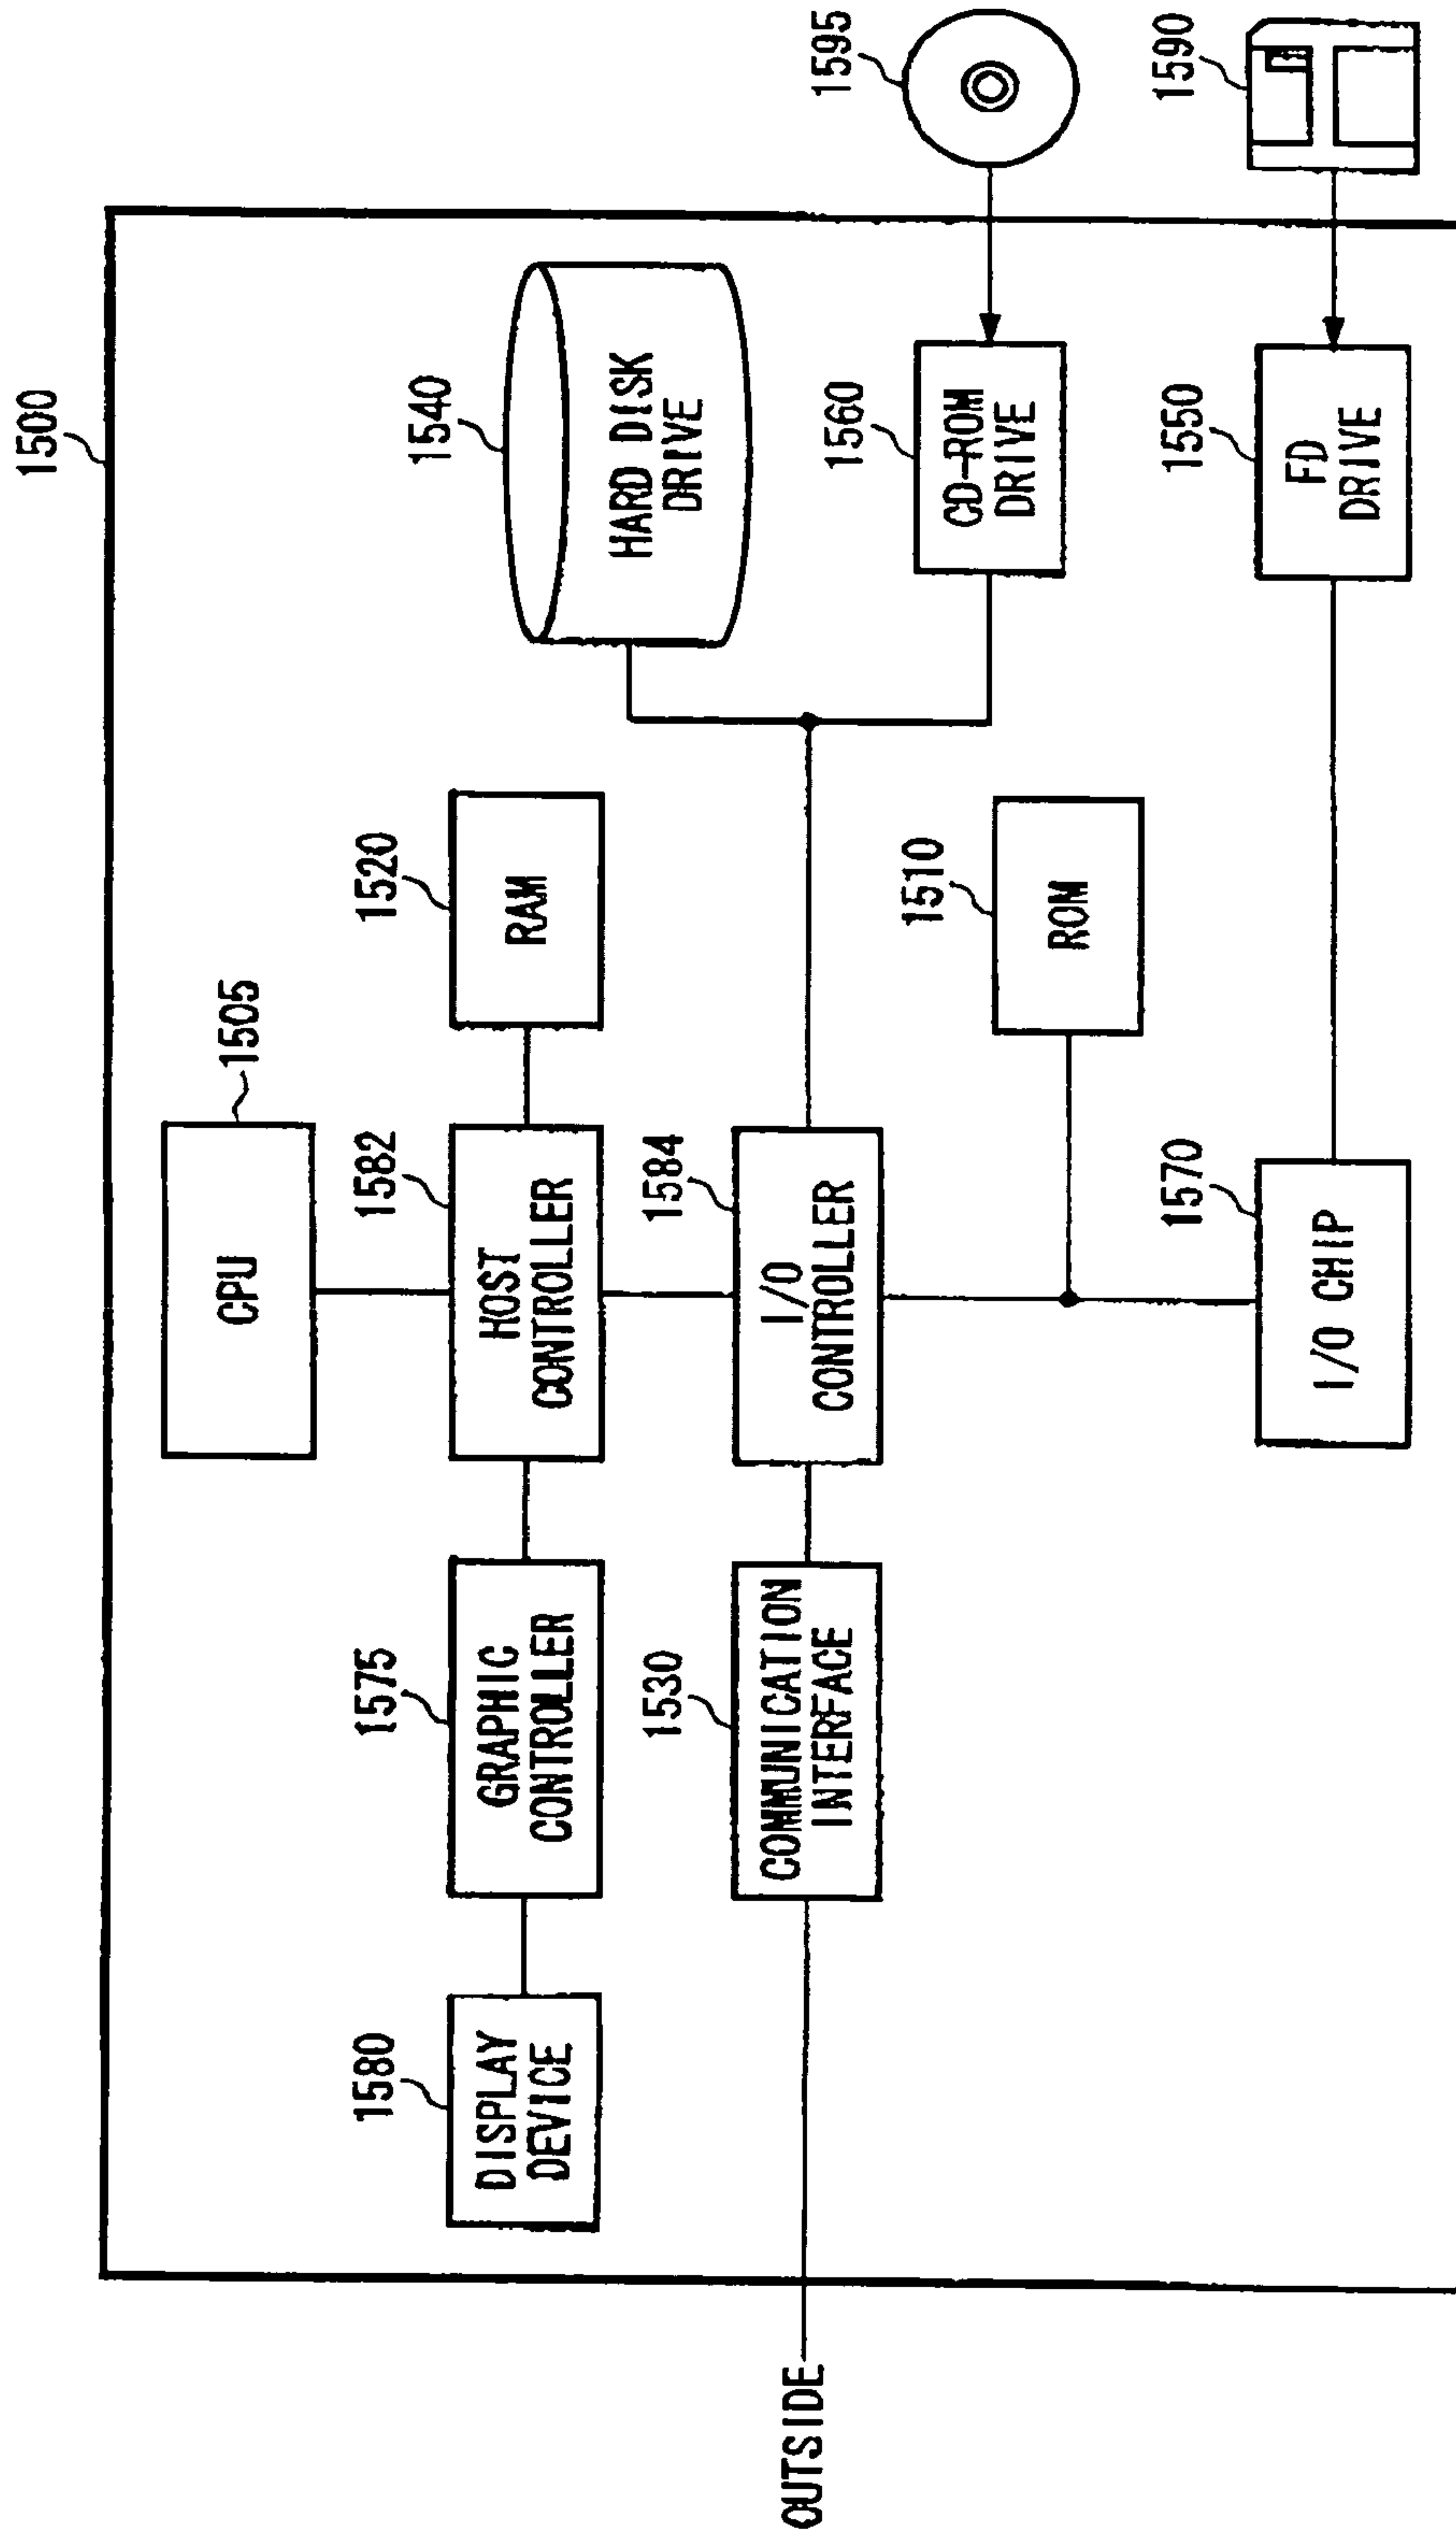 1500
CPU
1505
1580
DISPLAY
DEVICE
1575
GRAPHIC
CONTROLLER
1582
HOST
CONTROLLER
1520
RAM
1540
HARD DISK
DRIVE
OUTSIDE
1530
COMMUNICATION
INTERFACE
1584
I/O
CONTROLLER
1510
ROM
1560
CD-ROM
DRIVE
1595
1570
I/O CHIP
1550
FD
DRIVE
1590